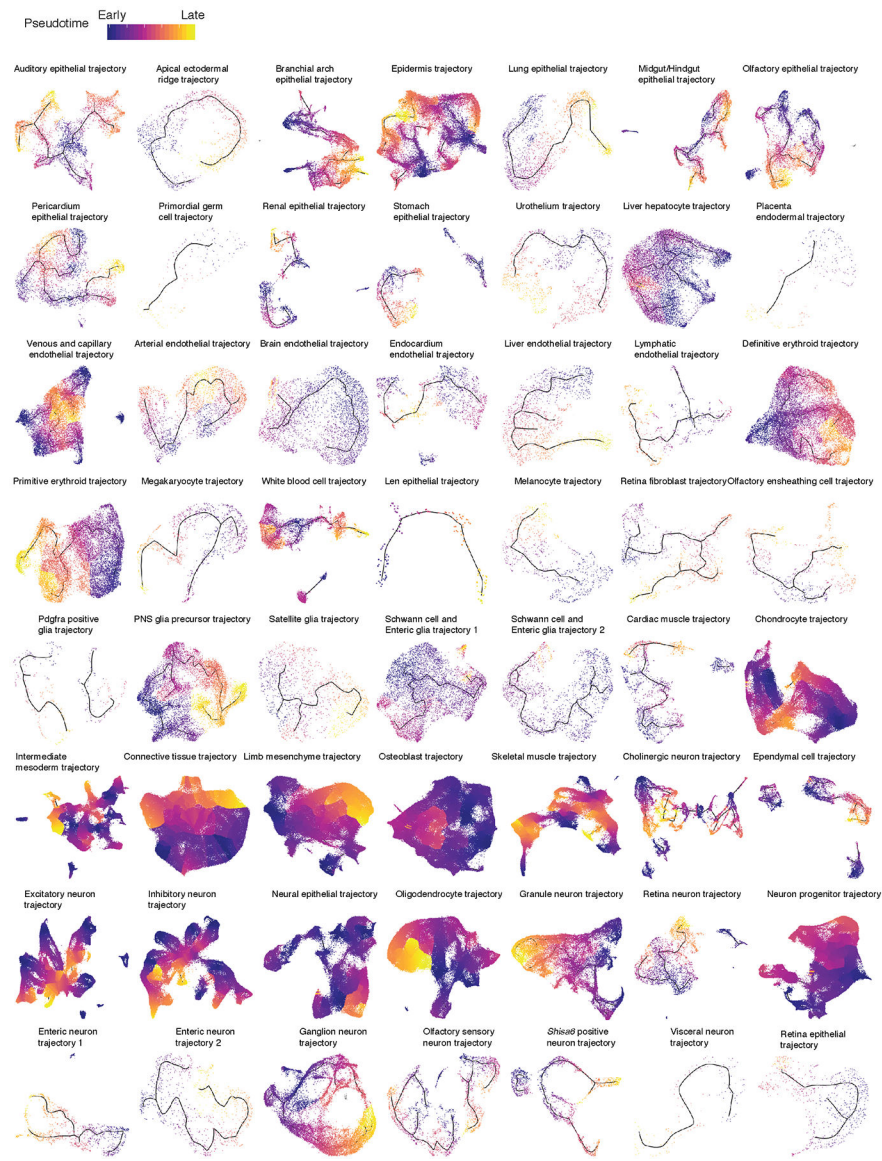 Pseudotime
Early Late
Auditory epithelial trajectory
Apical ectodermal
ridge trajectory
Branchial arch
epithelial trajectory
Epidermis trajectory
Lung epithelial trajectory
Midgut/Hindgut
epithelial trajectory
Olfactory epithelial trajectory
Pericardium
epithelial trajectory
Primordial germ
cell trajectory
Renal epithelial trajectory
Stomach
epithelial trajectory
Urothelium trajectory
Liver hepatocyte trajectory
Placenta
endodermal trajectory
Venous and capillary
endothelial trajectory
Arterial endothelial trajectory
Brain endothelial trajectory
Endocardium
endothelial trajectory
Liver endothelial trajectory
Lymphatic
endothelial trajectory
Definitive erythroid trajectory
Primitive erythroid trajectory
Megakaryocyte trajectory
White blood cell trajectory
Len epithelial trajectory
Melanocyte trajectory
Retina fibroblast trajectory
Olfactory ensheathing cell trajectory
Pdgfra positive
glia trajectory
PNS glia precursor trajectory
Satellite glia trajectory
Schwann cell and
Enteric glia trajectory 1
Schwann cell and
Enteric glia trajectory 2
Cardiac muscle trajectory
Chondrocyte trajectory
Intermediate
mesoderm trajectory
Connective tissue trajectory
Limb mesenchyme trajectory
Osteoblast trajectory
Skeletal muscle trajectory
Cholinergic neuron trajectory
Ependymal cell trajectory
Excitatory neuron
trajectory
Inhibitory neuron
trajectory
Neural epithelial trajectory
Oligodendrocyte trajectory
Granule neuron trajectory
Retina neuron trajectory
Neuron progenitor trajectory
Enteric neuron
trajectory 1
Enteric neuron
trajectory 2
Ganglion neuron
trajectory
Olfactory sensory
neuron trajectory
Shisa6 positive
neuron trajectory
Visceral neuron
trajectory
Retina epithelial
trajectory